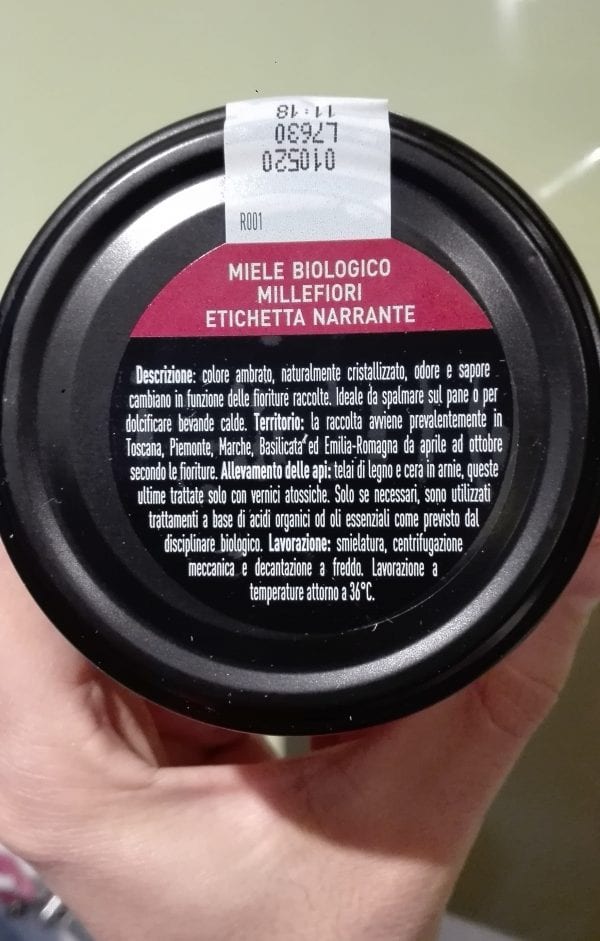 11:18
L7630
010520
R001
MIELE BIOLOGICO
MILLEFIORI
ETICHETTA NARRANTE
Descrizione: colore ambrato, naturalmente cristallizzato, odore e sapore
cambiano in funzione delle fioriture raccolte. Ideale da spalmare sul pane o per
dolcificare bevande calde. Territorio: la raccolta avviene prevalentemente in
Toscana, Piemonte, Marche, Basilicata ed Emilia-Romagna da aprile ad ottobre
secondo le fioriture. Allevamento delle api: telai di legno e cera in arnie, queste
ultime trattate solo con vernici atossiche. Solo se necessari, sono utilizzati
trattamenti a base di acidi organici od oli essenziali come previsto dal
disciplinare biologico. Lavorazione: smielatura, centrifugazione
meccanica e decantazione a freddo. Lavorazione a
temperature attorno a 36°C.